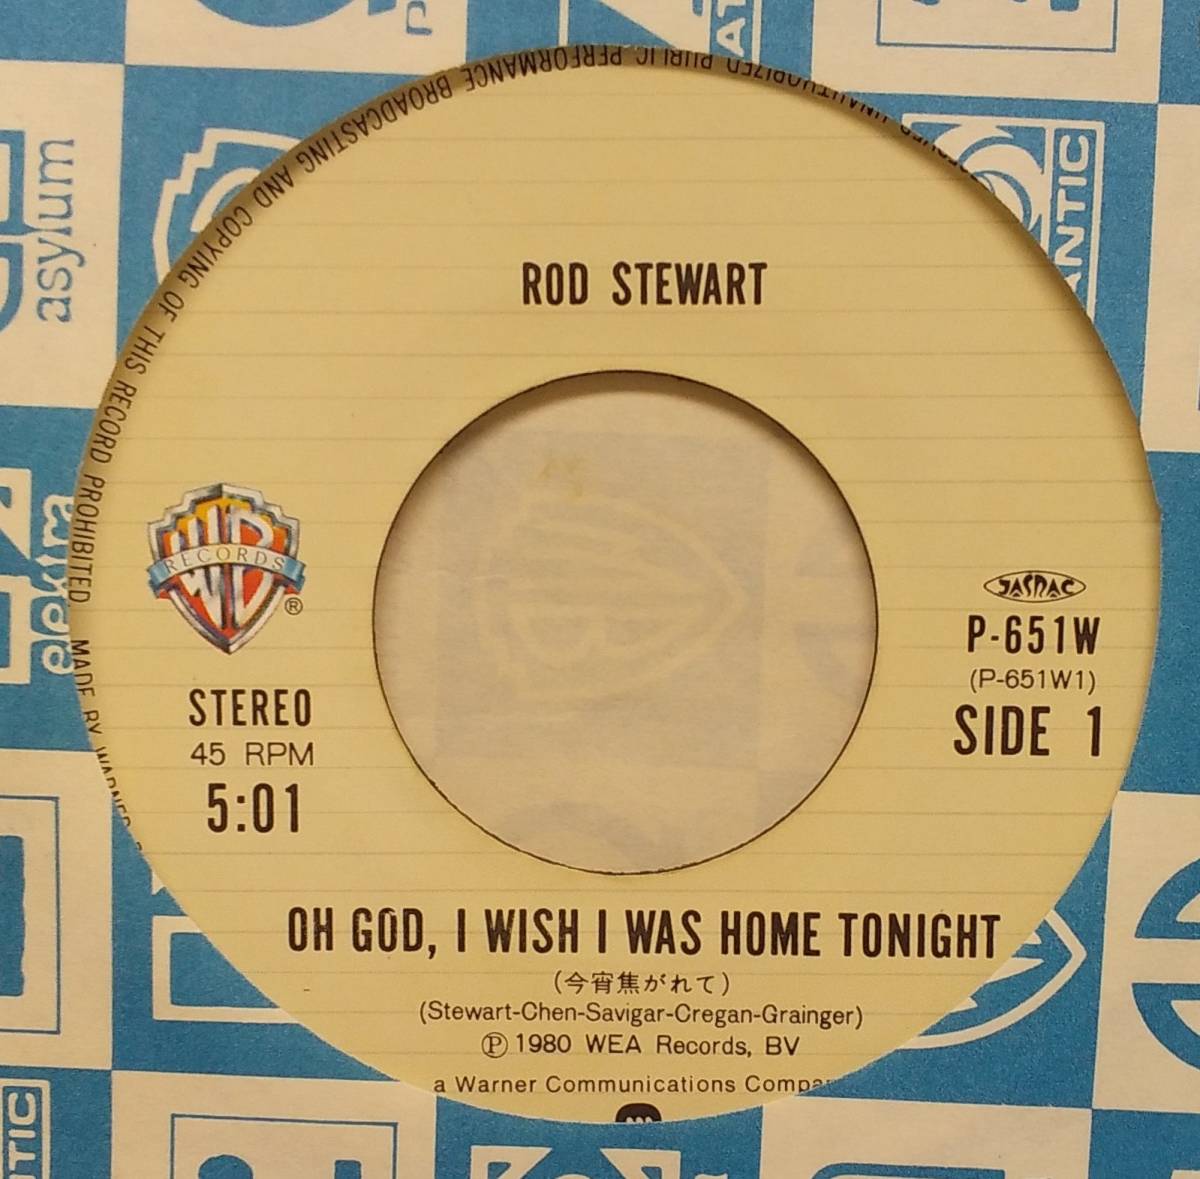 ROD STEWART
WB
RECORDS
®
STEREO
45 RPM
5:01
JASRAC
P-651W
(P-651W1)
SIDE 1
OH GOD, I WISH I WAS HOME TONIGHT
(今宵焦がれて)
(Stewart-Chen-Savigar-Cregan-Grainger)
Ⓟ 1980 WEA Records, BV
a Warner Communications
UNAUTHORIZED PUBLIC PERFORMANCE BROADCASTING AND COPYING OF THIS RECORD PROHIBITED. MADE BY WARNER
asylum
elektra